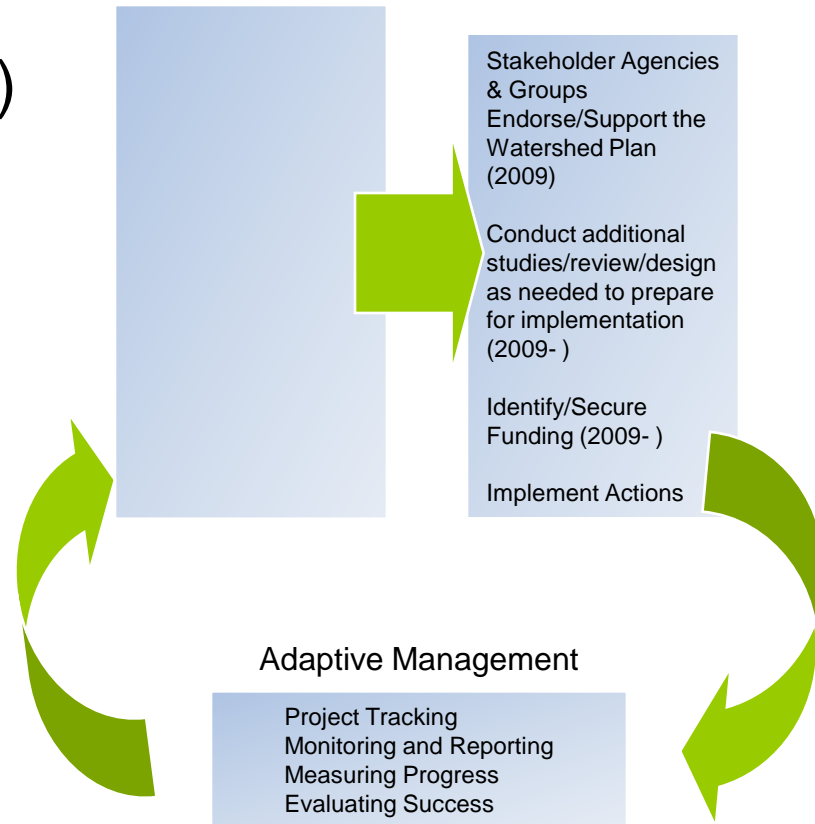 )
Stakeholder Agencies
& Groups
Endorse/Support the
Watershed Plan
(2009)
Conduct additional
studies/review/design
as needed to prepare
for implementation
(2009- )
Identify/Secure
Funding (2009- )
Implement Actions
Adaptive Management
Project Tracking
Monitoring and Reporting
Measuring Progress
Evaluating Success